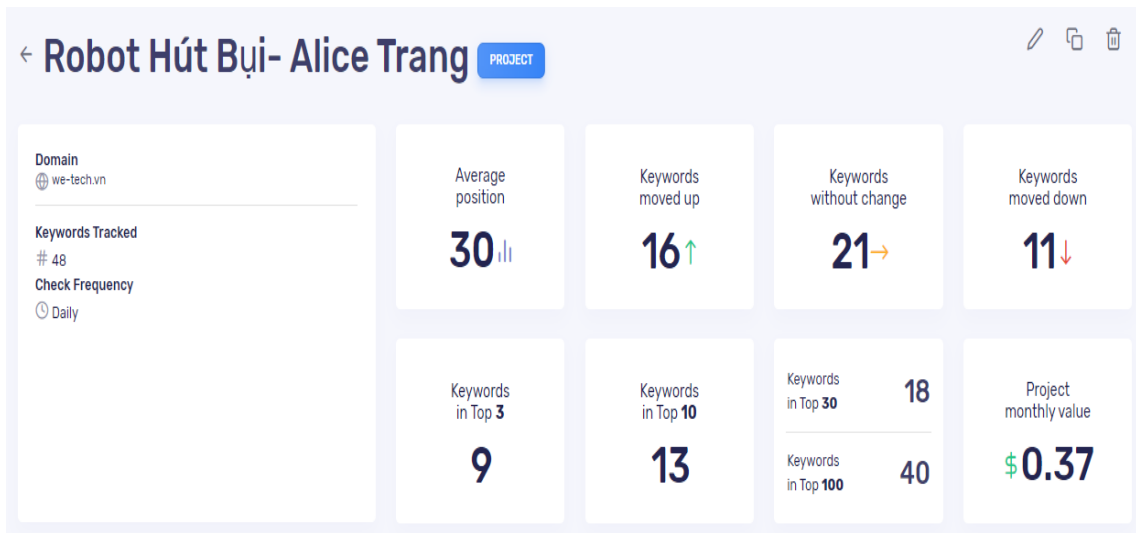 ← Robot Hút Bụi- Alice Trang PROJECT
Domain
we-tech.vn
Keywords Tracked
# 48
Check Frequency
Daily
Average
position
30
Keywords
moved up
16↑
Keywords
without change
21→
Keywords
moved down
11↓
Keywords
in Top 3
9
Keywords
in Top 10
13
Keywords
in Top 30
18
Keywords
in Top 100
40
Project
monthly value
$0.37